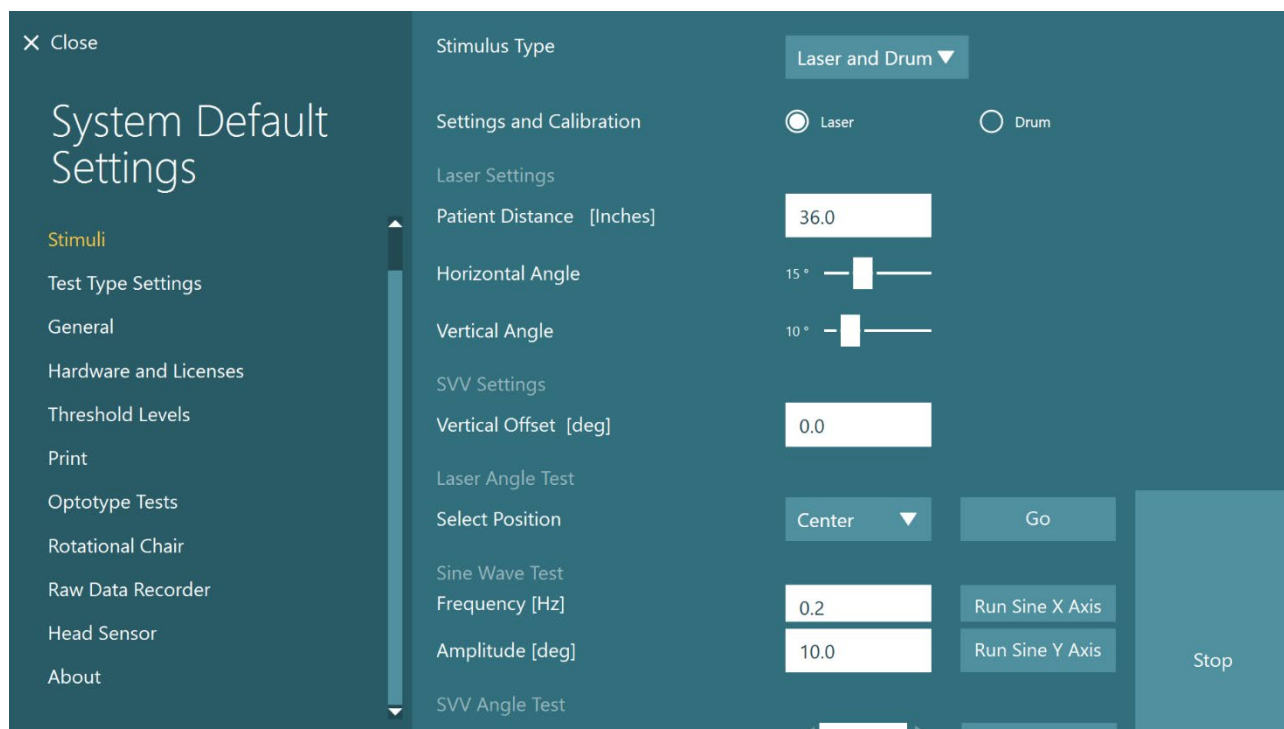 Close
System Default
Settings
Stimuli
Test Type Settings
General
Hardware and Licenses
Threshold Levels
Print
Optotype Tests
Rotational Chair
Raw Data Recorder
Head Sensor
About
Stimulus Type Laser and Drum
Settings and Calibration Laser Drum
Laser Settings
Patient Distance [Inches] 36.0
Horizontal Angle 15 °
Vertical Angle 10 °
SVV Settings
Vertical Offset [deg] 0.0
Laser Angle Test
Select Position Center Go
Sine Wave Test
Frequency [Hz] 0.2 Run Sine X Axis
Amplitude [deg] 10.0 Run Sine Y Axis
Stop
SVV Angle Test